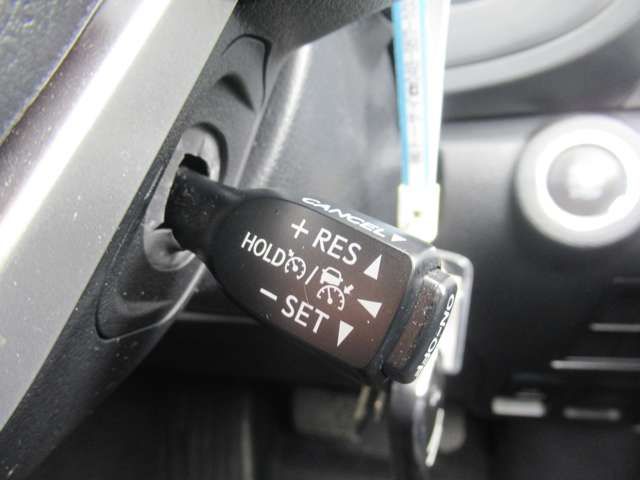 CANCEL ▼
+ RES ▲
HOLD / ◀
− SET ▼
ON-OFF